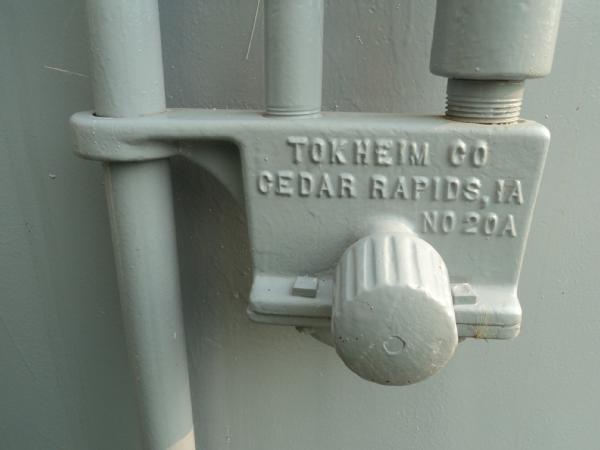 TOKHEIM CO
CEDAR RAPIDS, IA
NO 20A